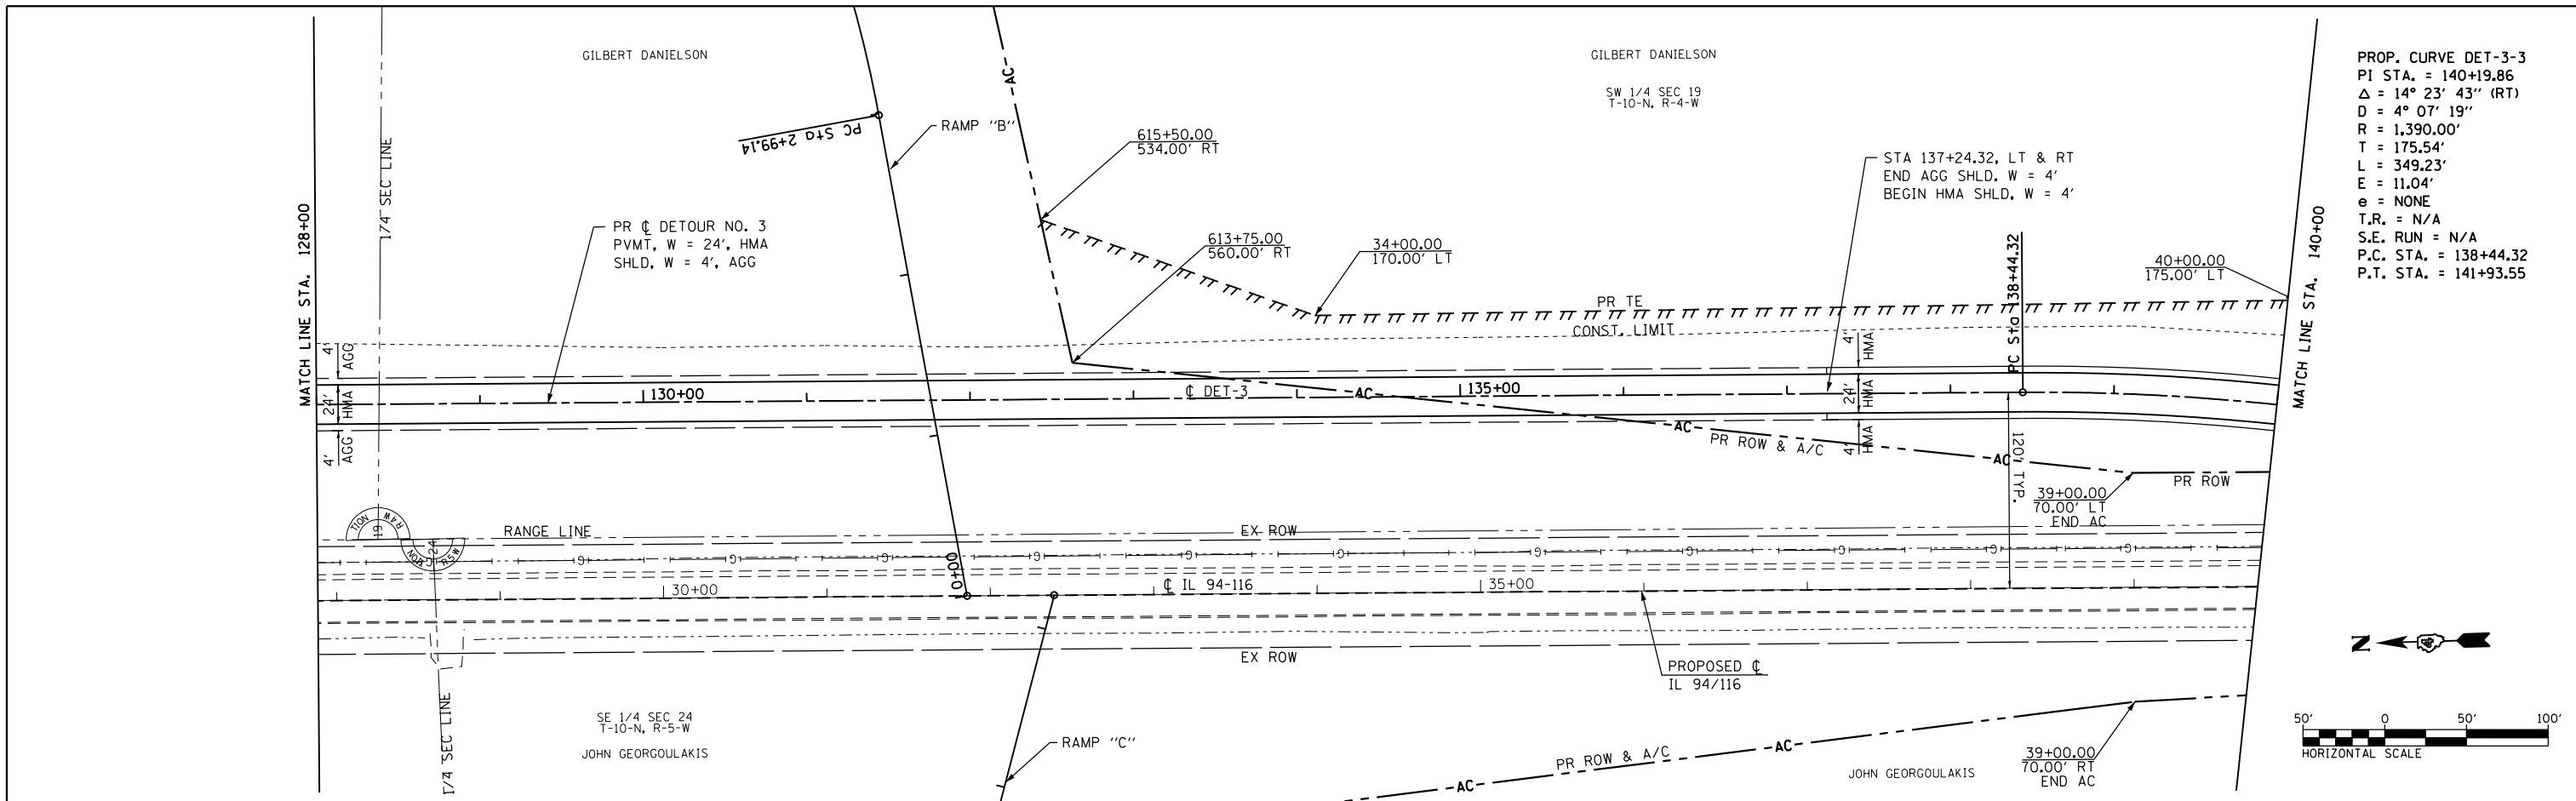 GILBERT DANIELSON
GILBERT DANIELSON
SW 1/4 SEC 19
T-10-N, R-4-W
PROP. CURVE DET-3-3
PI STA. = 140+19.86
Δ = 14° 23' 43'' (RT)
D = 4° 07' 19''
R = 1,390.00'
T = 175.54'
L = 349.23'
E = 11.04'
e = NONE
T.R. = N/A
S.E. RUN = N/A
P.C. STA. = 138+44.32
P.T. STA. = 141+93.55
AC
1/4 SEC LINE
PC Sta 2+99.14
RAMP ''B''
615+50.00
534.00' RT
STA 137+24.32, LT & RT
END AGG SHLD. W = 4'
BEGIN HMA SHLD, W = 4'
MATCH LINE STA. 128+00
PR ℄ DETOUR NO. 3
PVMT, W = 24', HMA
SHLD, W = 4', AGG
613+75.00
560.00' RT
34+00.00
170.00' LT
PC Sta 138+44.32
40+00.00
175.00' LT
MATCH LINE STA. 140+00
PR TE
CONST. LIMIT
4'
AGG
24'
HMA
4'
AGG
130+00
℄ DET-3
AC
135+00
4'
HMA
24'
HMA
4'
HMA
AC
PR ROW & A/C
AC
120' TYP.
39+00.00
70.00' LT
END AC
PR ROW
TION
19
R4W
24
R5W
RANGE LINE
EX ROW
G G G G G G G G G G G
0+00
30+00
℄ IL 94-116
35+00
EX ROW
PROPOSED ℄
IL 94/116
N
1/4 SEC LINE
SE 1/4 SEC 24
T-10-N, R-5-W
JOHN GEORGOULAKIS
RAMP ''C''
AC
PR ROW & A/C
AC
JOHN GEORGOULAKIS
39+00.00
70.00' RT
END AC
50' 0 50' 100'
HORIZONTAL SCALE